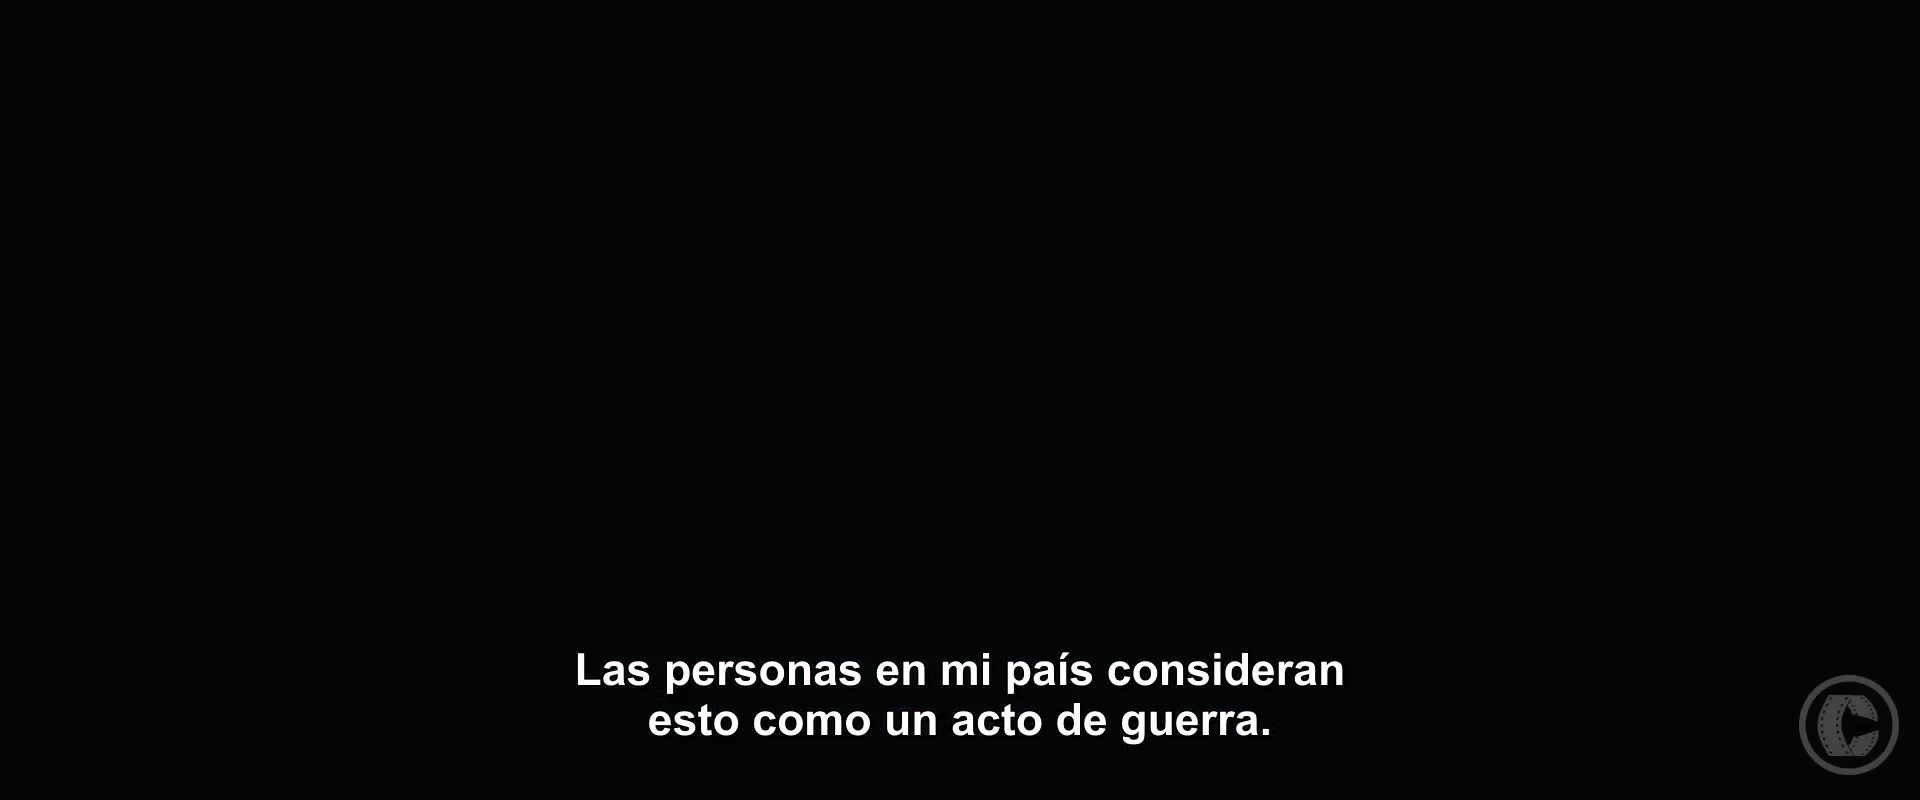 Las personas en mi país consideran
esto como un acto de guerra.